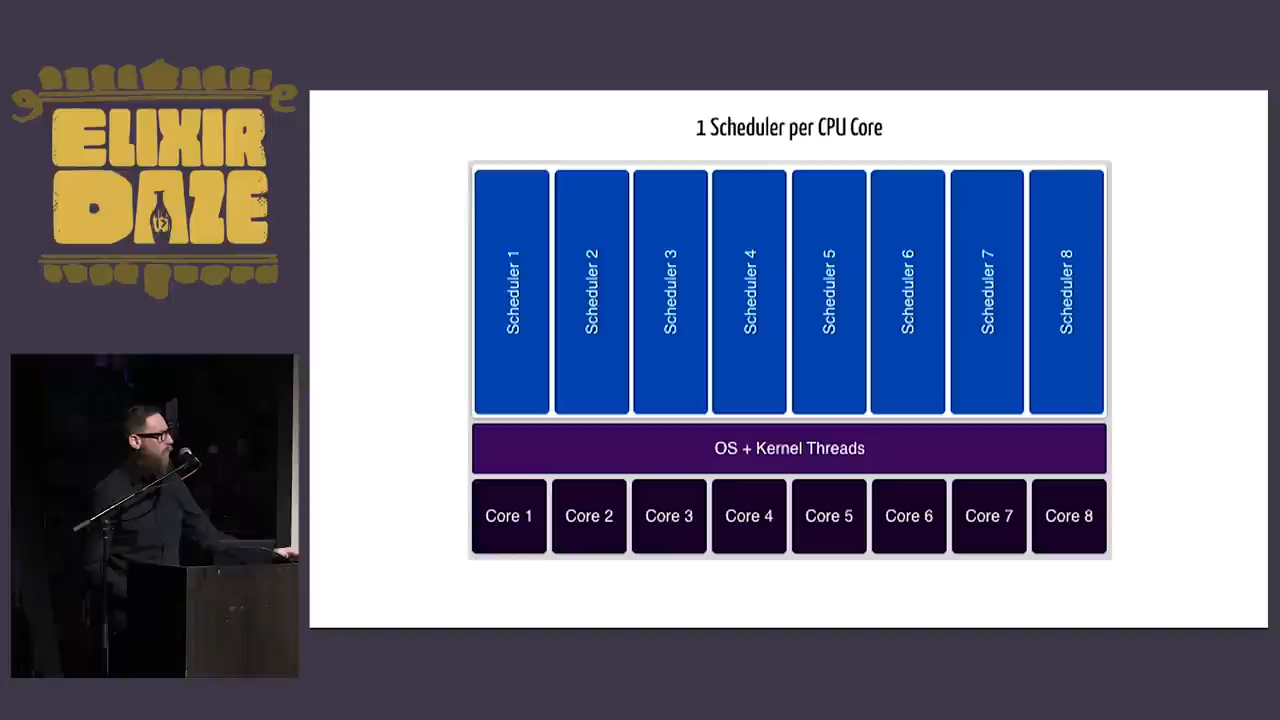 ELIXIR
DAZE
1 Scheduler per CPU Core
Scheduler 1
Scheduler 2
Scheduler 3
Scheduler 4
Scheduler 5
Scheduler 6
Scheduler 7
Scheduler 8
OS + Kernel Threads
Core 1
Core 2
Core 3
Core 4
Core 5
Core 6
Core 7
Core 8